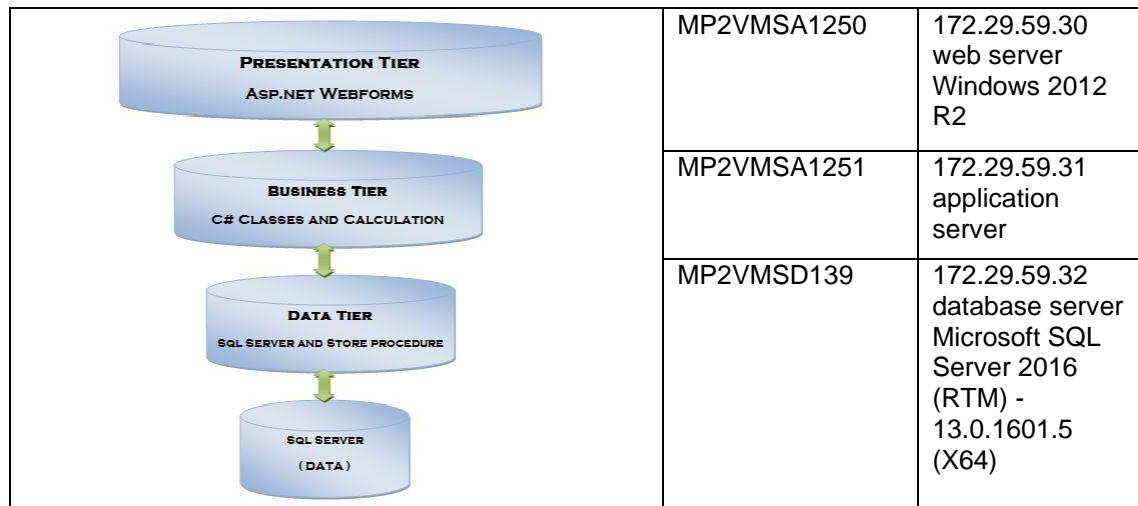 PRESENTATION TIER
ASP.NET WEBFORMS
BUSINESS TIER
C# CLASSES AND CALCULATION
DATA TIER
SQL SERVER AND STORE PROCEDURE
SQL SERVER
(DATA)
MP2VMSA1250
172.29.59.30
web server
Windows 2012
R2
MP2VMSA1251
172.29.59.31
application
server
MP2VMSD139
172.29.59.32
database server
Microsoft SQL
Server 2016
(RTM) -
13.0.1601.5
(X64)